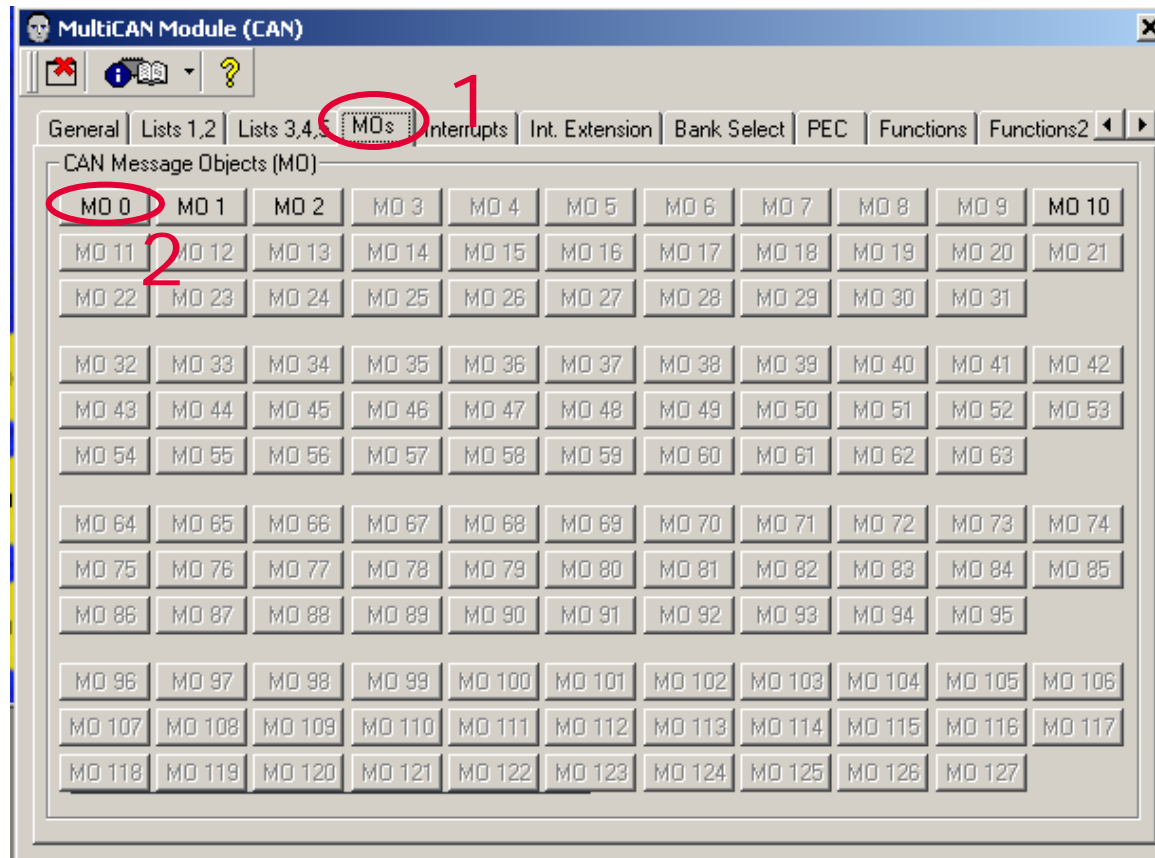 MultiCAN Module (CAN)
1
General Lists 1,2 Lists 3,4,5 MOs Interrupts Int. Extension Bank Select PEC Functions Functions2
CAN Message Objects (MO)
MO 0 MO 1 MO 2 MO 3 MO 4 MO 5 MO 6 MO 7 MO 8 MO 9 MO 10
2
MO 11 MO 12 MO 13 MO 14 MO 15 MO 16 MO 17 MO 18 MO 19 MO 20 MO 21
MO 22 MO 23 MO 24 MO 25 MO 26 MO 27 MO 28 MO 29 MO 30 MO 31
MO 32 MO 33 MO 34 MO 35 MO 36 MO 37 MO 38 MO 39 MO 40 MO 41 MO 42
MO 43 MO 44 MO 45 MO 46 MO 47 MO 48 MO 49 MO 50 MO 51 MO 52 MO 53
MO 54 MO 55 MO 56 MO 57 MO 58 MO 59 MO 60 MO 61 MO 62 MO 63
MO 64 MO 65 MO 66 MO 67 MO 68 MO 69 MO 70 MO 71 MO 72 MO 73 MO 74
MO 75 MO 76 MO 77 MO 78 MO 79 MO 80 MO 81 MO 82 MO 83 MO 84 MO 85
MO 86 MO 87 MO 88 MO 89 MO 90 MO 91 MO 92 MO 93 MO 94 MO 95
MO 96 MO 97 MO 98 MO 99 MO 100 MO 101 MO 102 MO 103 MO 104 MO 105 MO 106
MO 107 MO 108 MO 109 MO 110 MO 111 MO 112 MO 113 MO 114 MO 115 MO 116 MO 117
MO 118 MO 119 MO 120 MO 121 MO 122 MO 123 MO 124 MO 125 MO 126 MO 127